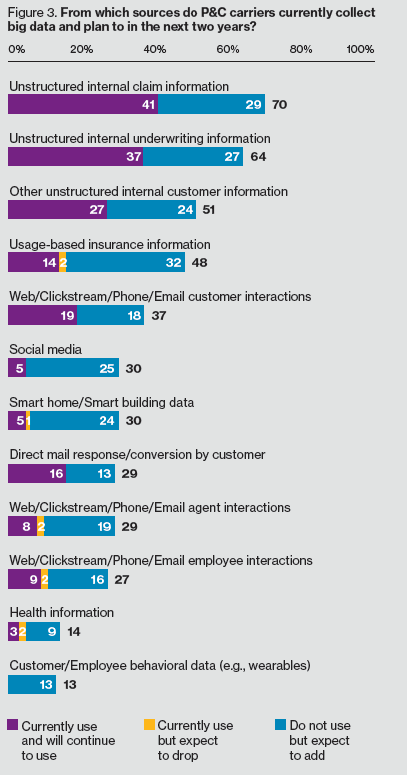 Figure 3. From which sources do P&C carriers currently collect
big data and plan to in the next two years?
0% 20% 40% 60% 80% 100%
Unstructured internal claim information
41 29 70
Unstructured internal underwriting information
37 27 64
Other unstructured internal customer information
27 24 51
Usage-based insurance information
14 2 32 48
Web/Clickstream/Phone/Email customer interactions
19 18 37
Social media
5 25 30
Smart home/Smart building data
5 1 24 30
Direct mail response/conversion by customer
16 13 29
Web/Clickstream/Phone/Email agent interactions
8 2 19 29
Web/Clickstream/Phone/Email employee interactions
9 2 16 27
Health information
3 2 9 14
Customer/Employee behavioral data (e.g., wearables)
13 13
Currently use
and will continue
to use
Currently use
but expect
to drop
Do not use
but expect
to add